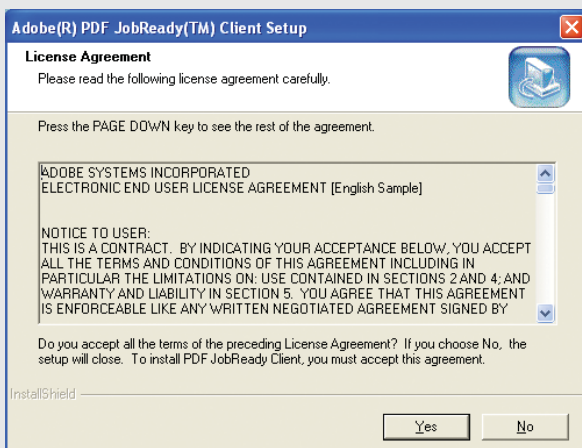 Adobe(R) PDF JobReady(TM) Client Setup
License Agreement
Please read the following license agreement carefully.
Press the PAGE DOWN key to see the rest of the agreement.
ADOBE SYSTEMS INCORPORATED
ELECTRONIC END USER LICENSE AGREEMENT [English Sample]
NOTICE TO USER:
THIS IS A CONTRACT.  BY INDICATING YOUR ACCEPTANCE BELOW, YOU ACCEPT
ALL THE TERMS AND CONDITIONS OF THIS AGREEMENT INCLUDING IN
PARTICULAR THE LIMITATIONS ON: USE CONTAINED IN SECTIONS 2 AND 4; AND
WARRANTY AND LIABILITY IN SECTION 5.  YOU AGREE THAT THIS AGREEMENT
IS ENFORCEABLE LIKE ANY WRITTEN NEGOTIATED AGREEMENT SIGNED BY
Do you accept all the terms of the preceding License Agreement?  If you choose No,  the
setup will close.  To install PDF JobReady Client, you must accept this agreement.
InstallShield
Yes No